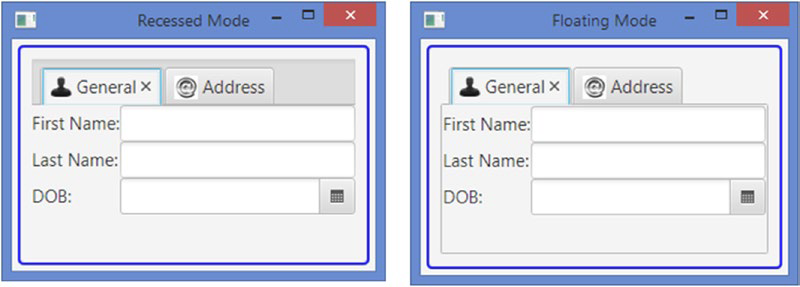 Recessed Mode
General Address
First Name:
Last Name:
DOB:
Floating Mode
General Address
First Name:
Last Name:
DOB: